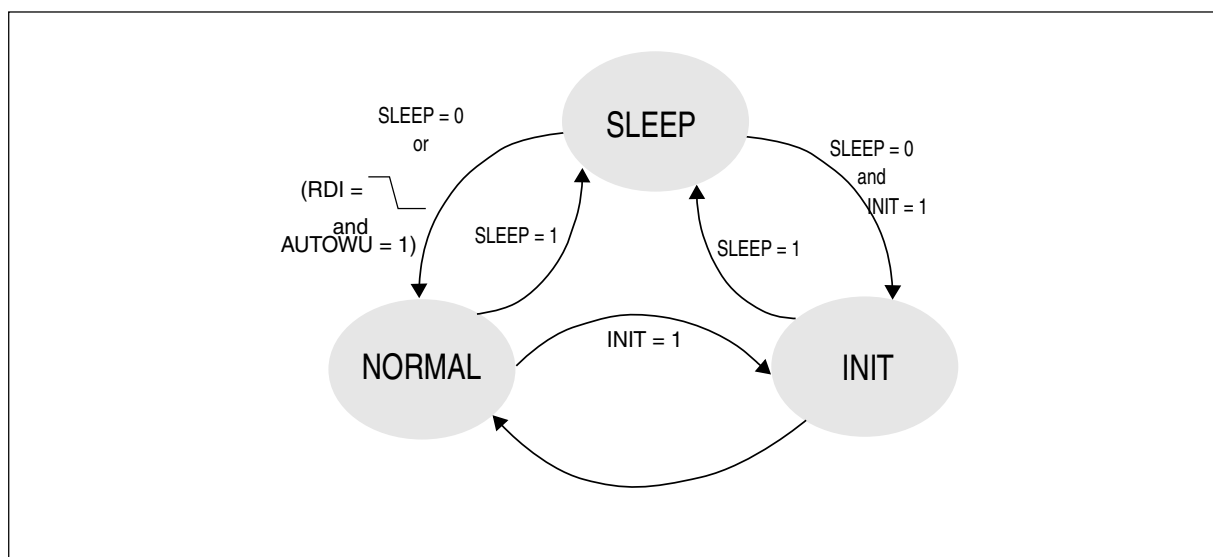 SLEEP
SLEEP = 0
or
(RDI =
and
AUTOWU = 1)
SLEEP = 1
SLEEP = 1
SLEEP = 0
and
INIT = 1
NORMAL
INIT = 1
INIT